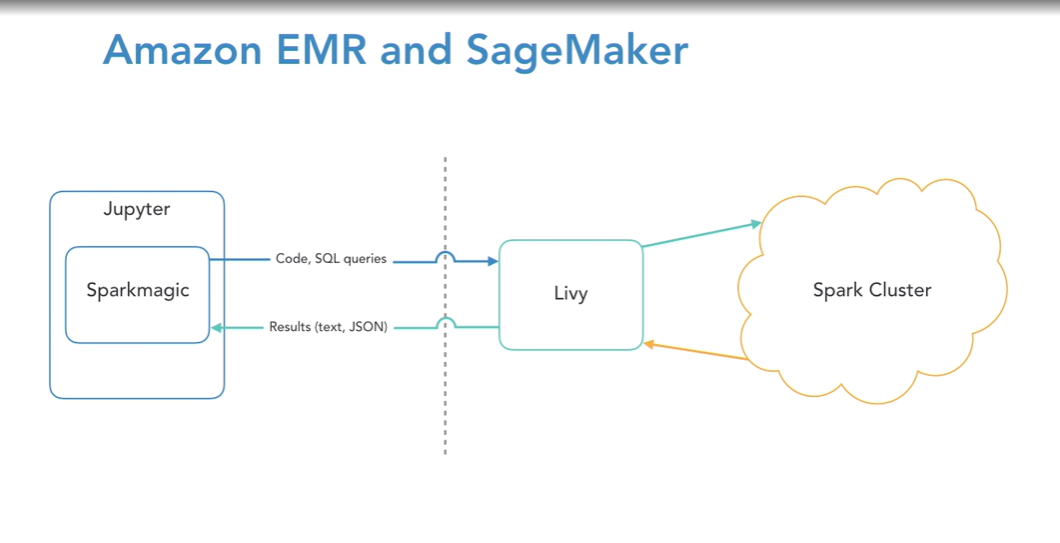 Amazon EMR and SageMaker
Jupyter
Sparkmagic
Code, SQL queries
Results (text, JSON)
Livy
Spark Cluster